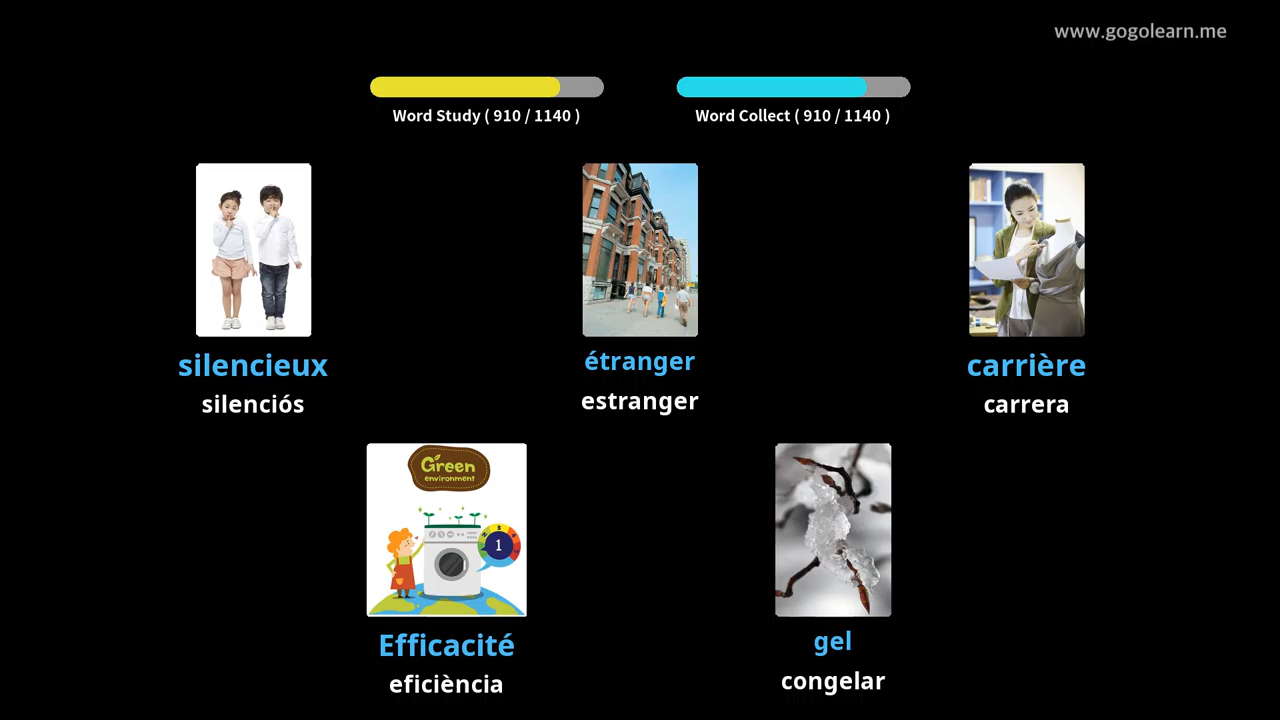 www.gogolearn.me
Word Study ( 910 / 1140 )
Word Collect ( 910 / 1140 )
silencieux
silenciós
étranger
estranger
carrière
carrera
Green
environment
1
Efficacité
eficiència
gel
congelar